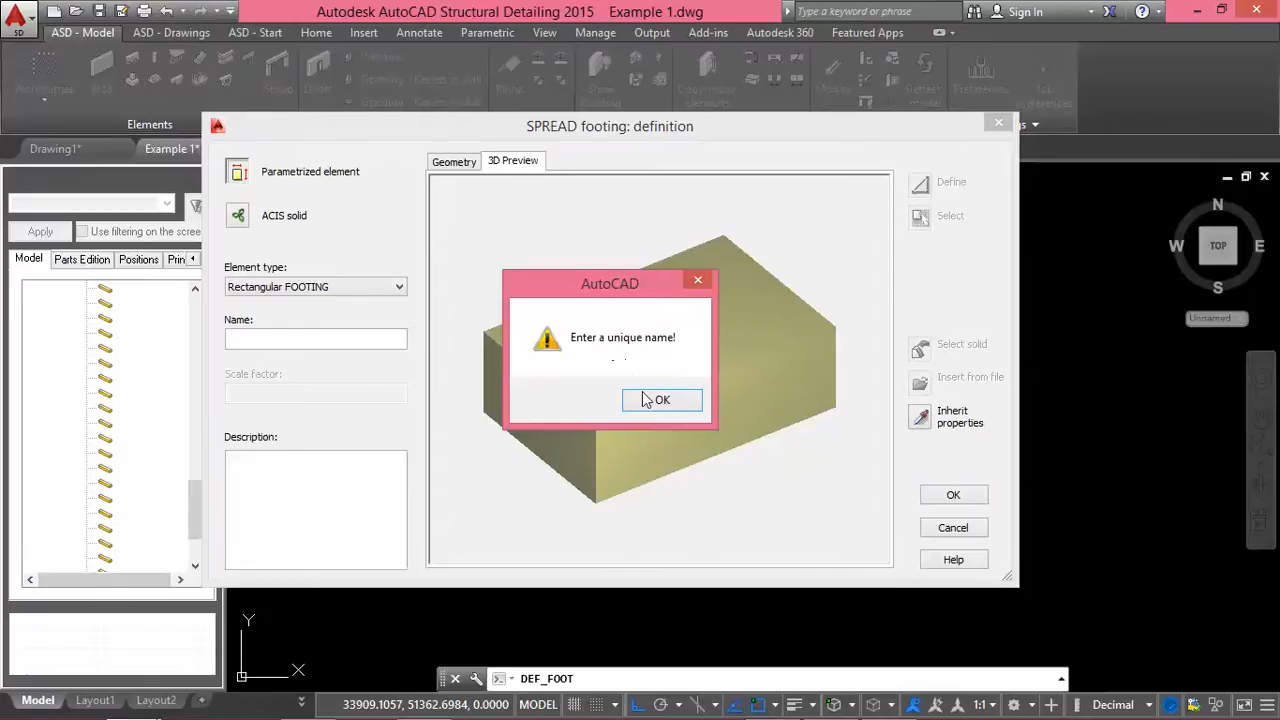 Autodesk AutoCAD Structural Detailing 2015 Example 1.dwg
Type a keyword or phrase
Sign In
SD
ASD - Model
ASD - Drawings
ASD - Start
Home
Insert
Annotate
Parametric
View
Manage
Output
Add-ins
Autodesk 360
Featured Apps
Elements
Drawing1*
Example 1*
SPREAD footing: definition
Apply
Use filtering on the scree
Model
Parts Edition
Positions
Prin
Parametrized element
ACIS solid
Element type:
Rectangular FOOTING
Name:
Scale factor:
Description:
Geometry
3D Preview
AutoCAD
Enter a unique name!
OK
Define
Select
Select solid
Insert from file
Inherit
properties
OK
Cancel
Help
N
W
TOP
E
S
Unnamed
Y
X
DEF_FOOT
Model
Layout1
Layout2
33909.1057, 51362.6984, 0.0000
MODEL
1:1
Decimal